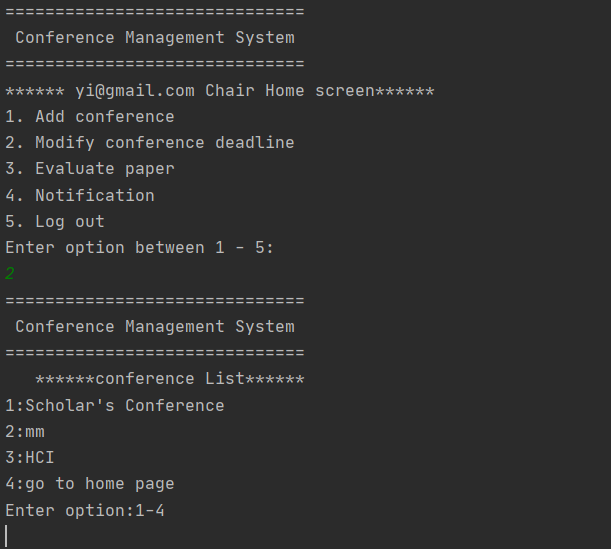 ==============================
 Conference Management System
==============================
****** yi@gmail.com Chair Home screen******
1. Add conference
2. Modify conference deadline
3. Evaluate paper
4. Notification
5. Log out
Enter option between 1 - 5:
2
==============================
 Conference Management System
==============================
   ******conference List******
1:Scholar's Conference
2:mm
3:HCI
4:go to home page
Enter option:1-4